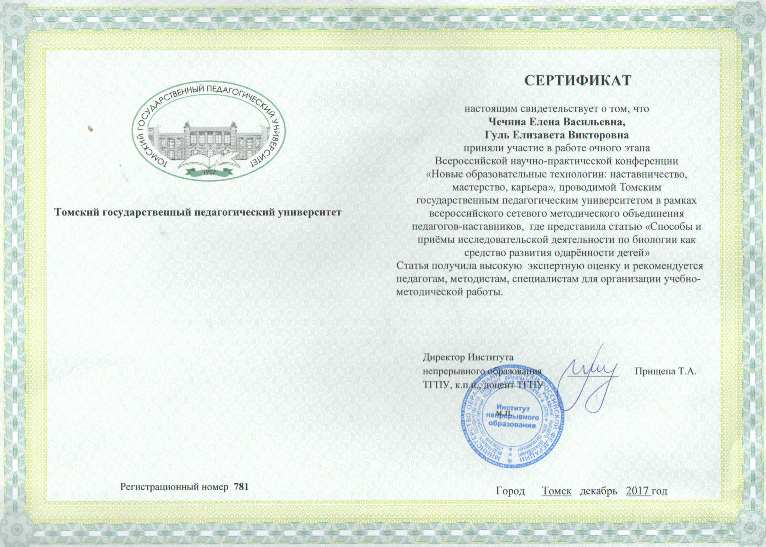 ТОМСКИЙ ГОСУДАРСТВЕННЫЙ ПЕДАГОГИЧЕСКИЙ УНИВЕРСИТЕТ
1902
Томский государственный педагогический университет
Регистрационный номер 781
СЕРТИФИКАТ
настоящим свидетельствует о том, что
Чечина Елена Васильевна,
Гуль Елизавета Викторовна
приняли участие в работе очного этапа
Всероссийской научно-практической конференции
«Новые образовательные технологии: наставничество,
мастерство, карьера», проводимой Томским
государственным педагогическим университетом в рамках
всероссийского сетевого методического объединения
педагогов-наставников, где представила статью «Способы и
приёмы исследовательской деятельности по биологии как
средство развития одарённости детей»
Статья получила высокую экспертную оценку и рекомендуется
педагогам, методистам, специалистам для организации учебно-
методической работы.
Директор Института
непрерывного образования Прищепа Т.А.
ТГПУ, к.п.н., доцент ТГПУ
М.П.
Институт
непрерывного
образования
Город Томск декабрь 2017 год